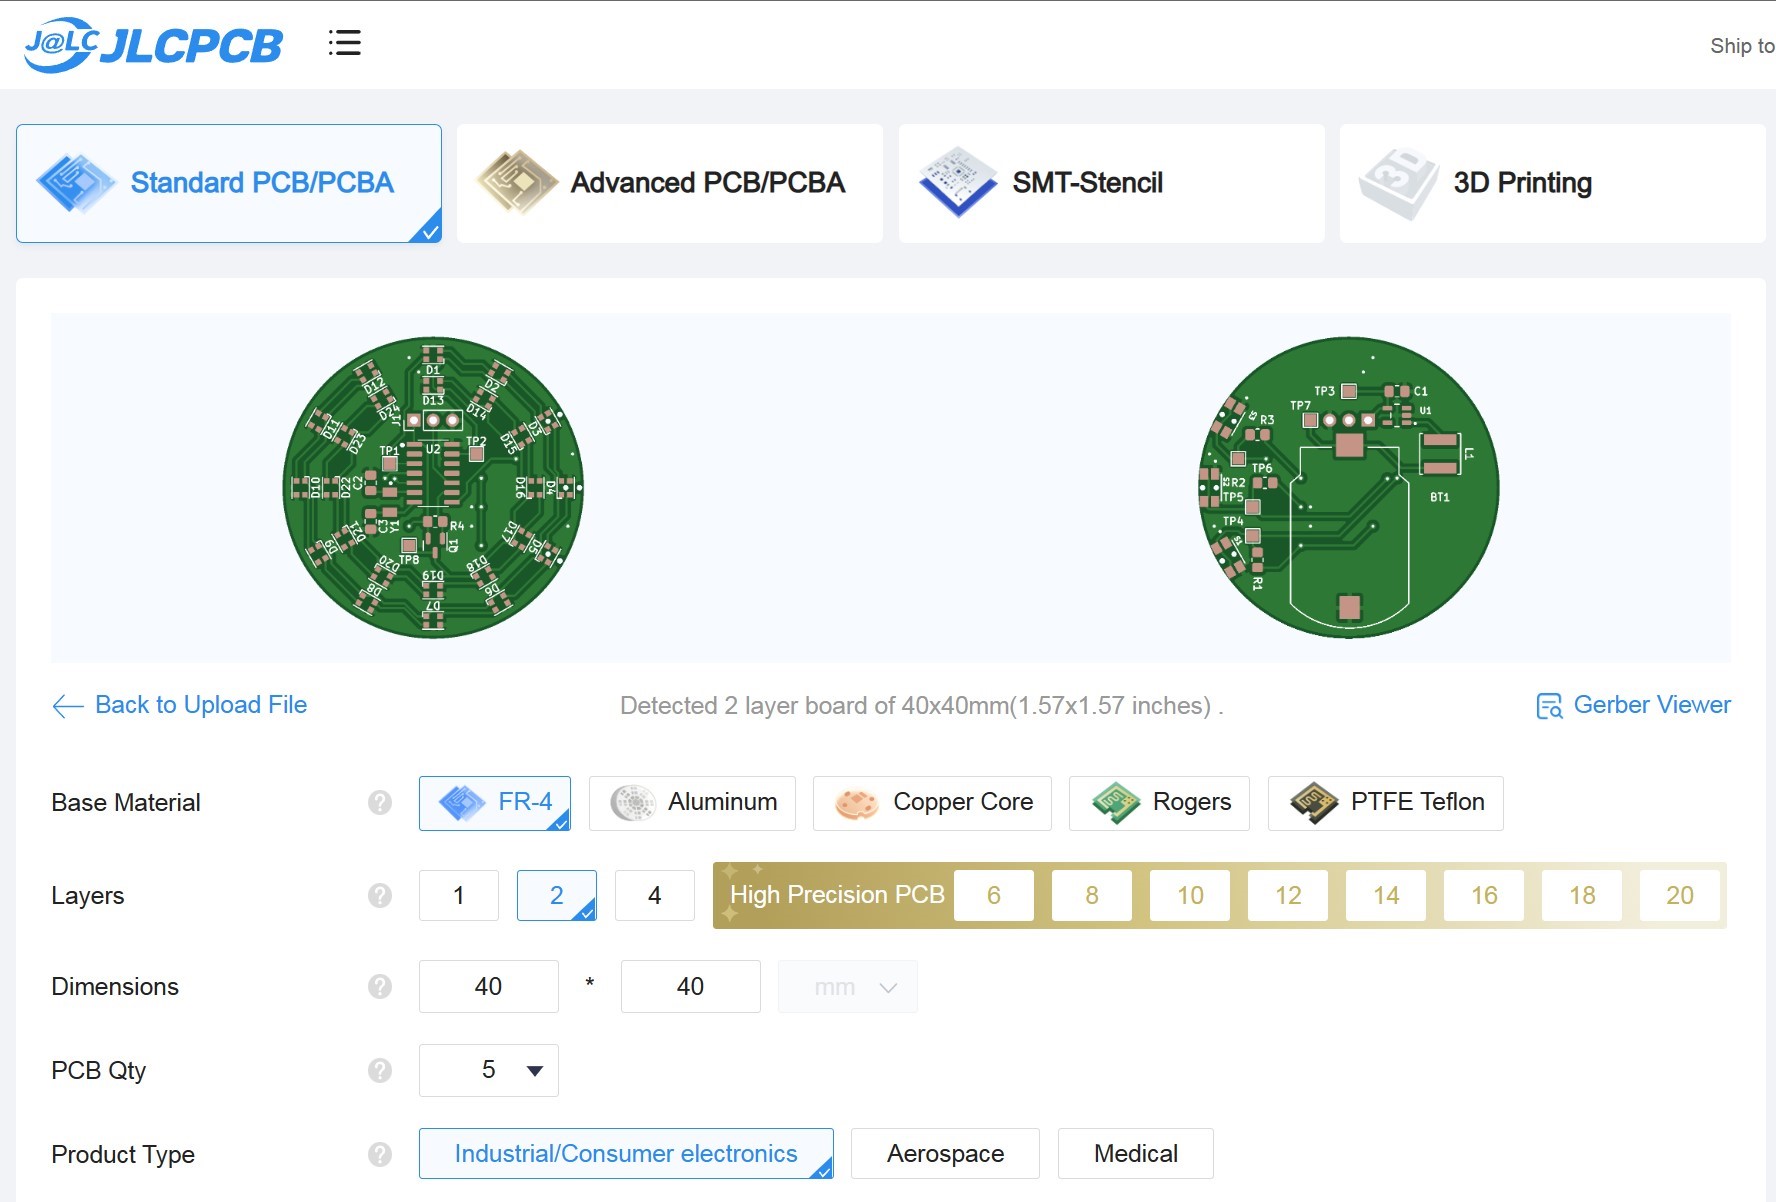 J@LC JLCPCB
Ship to
Standard PCB/PCBA
Advanced PCB/PCBA
SMT-Stencil
3D Printing
D1
D12
D2
D13
D24
D14
J1
D11
D23
D3
D15
TP1
U2
TP2
D10
D22
C2
D16
D4
C3
Y1
R4
D21
D9
Q1
D17
D5
TP8
D20
D8
D19
D18
D6
D7
TP3
C1
TP7
U1
R3
L1
TP6
R2
TP5
BT1
TP4
R1
Back to Upload File
Detected 2 layer board of 40x40mm(1.57x1.57 inches) .
Gerber Viewer
Base Material ? FR-4 Aluminum Copper Core Rogers PTFE Teflon
Layers ? 1 2 4 High Precision PCB 6 8 10 12 14 16 18 20
Dimensions ? 40 * 40 mm
PCB Qty ? 5
Product Type ? Industrial/Consumer electronics Aerospace Medical